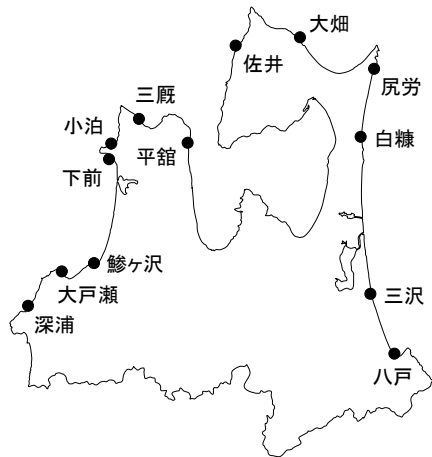 大畑
佐井
尻労
三厩
小泊
白糠
平舘
下前
鰺ヶ沢
大戸瀬
三沢
深浦
八戸